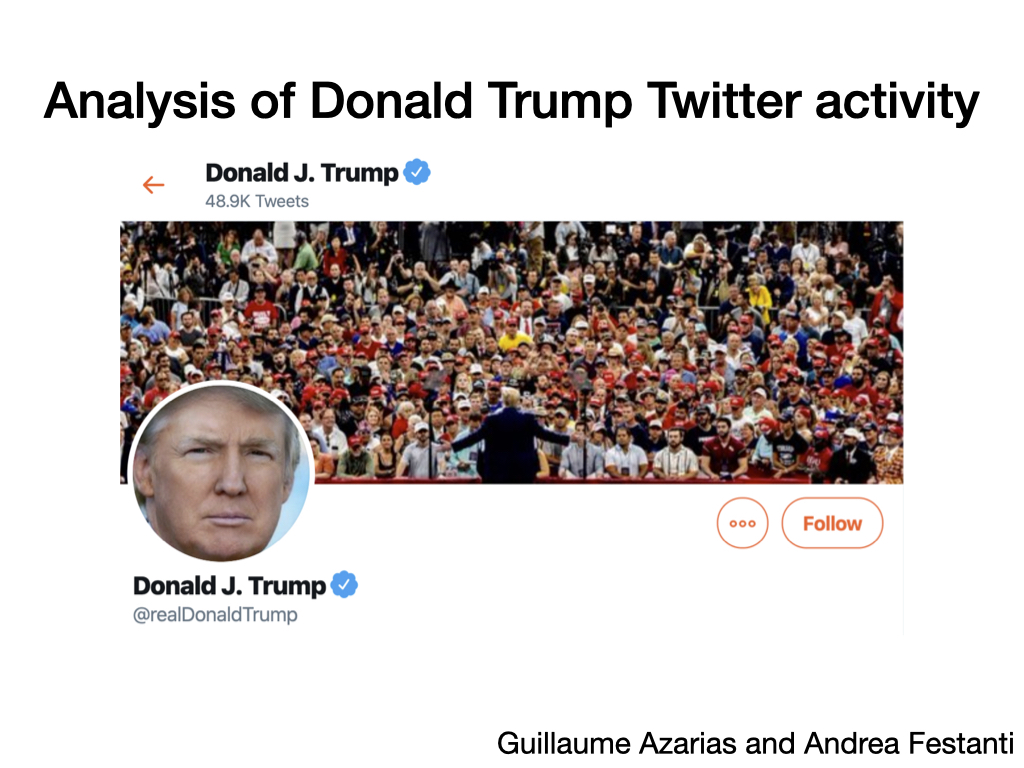 Analysis of Donald Trump Twitter activity
Donald J. Trump
48.9K Tweets
Follow
Donald J. Trump
@realDonaldTrump
Guillaume Azarias and Andrea Festanti